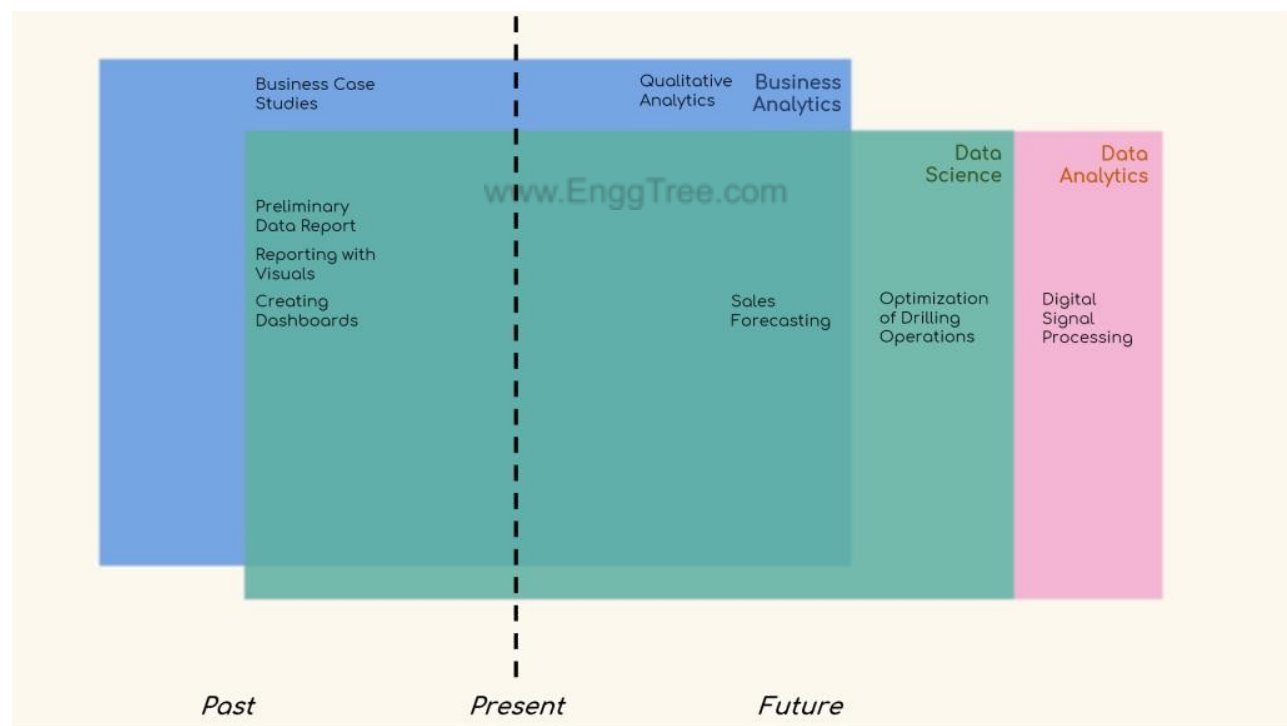 Business Case
Studies
Qualitative
Analytics
Business
Analytics
Data
Science
Data
Analytics
www.EnggTree.com
Preliminary
Data Report
Reporting with
Visuals
Creating
Dashboards
Sales
Forecasting
Optimization
of Drilling
Operations
Digital
Signal
Processing
Past
Present
Future